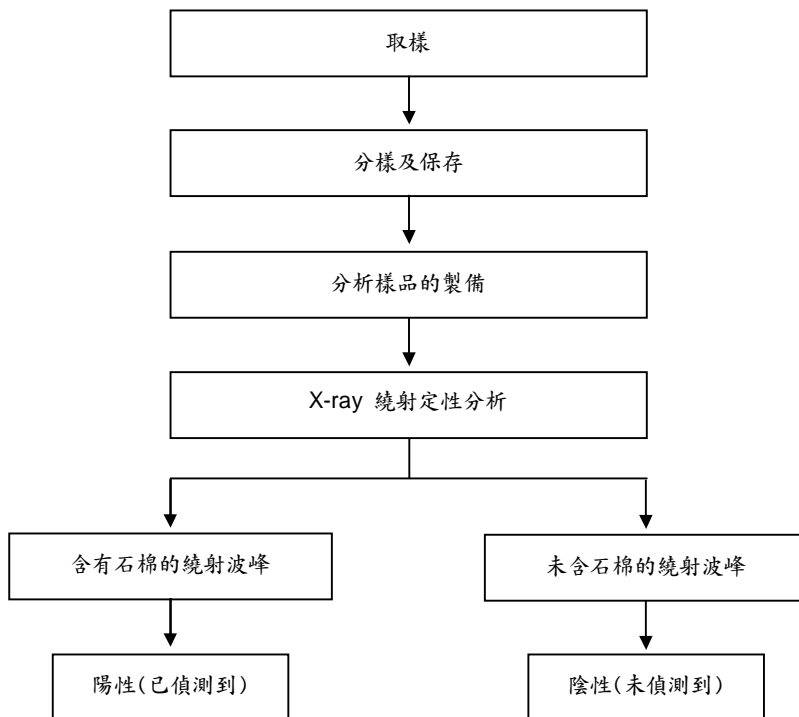 取樣
分樣及保存
分析樣品的製備
X-ray 繞射定性分析
含有石棉的繞射波峰
未含石棉的繞射波峰
陽性(已偵測到)
陰性(未偵測到)